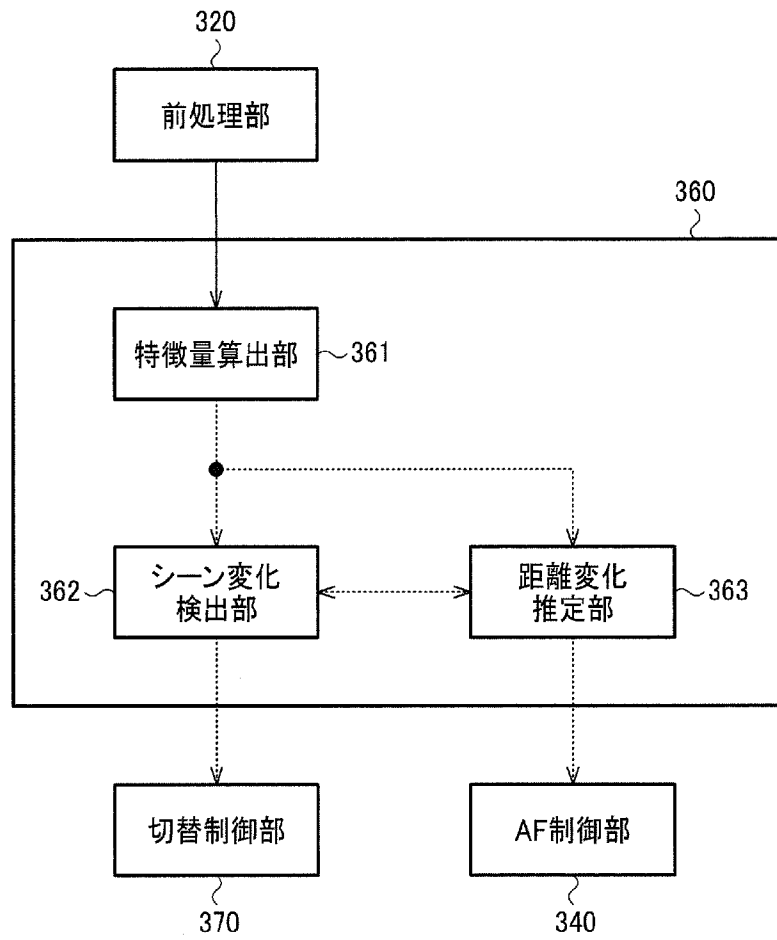 320
前処理部
360
特徴量算出部
361
362
シーン変化
検出部
距離変化
推定部
363
切替制御部
AF制御部
370
340